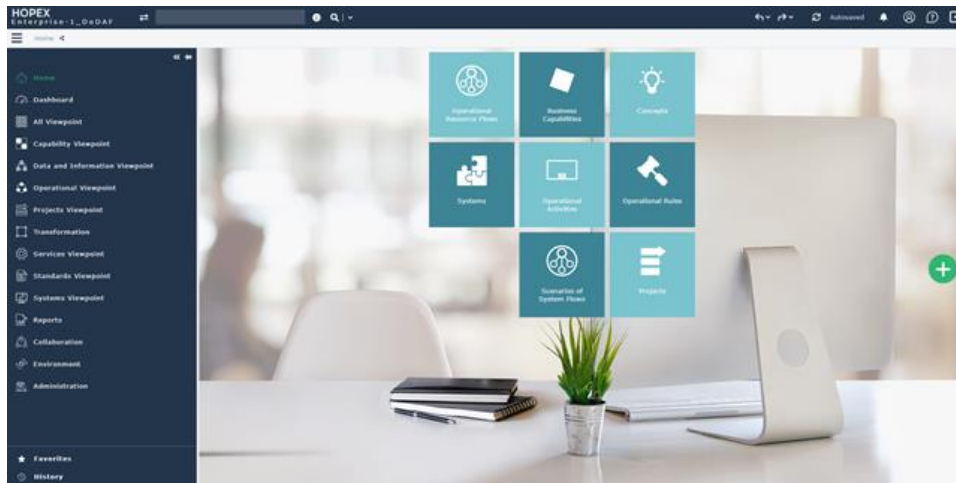 HOPEX
Enterprise-1_DoDAF
Autosaved
Home
Home
Dashboard
All Viewpoint
Capability Viewpoint
Data and Information Viewpoint
Operational Viewpoint
Projects Viewpoint
Transformation
Services Viewpoint
Standards Viewpoint
Systems Viewpoint
Reports
Collaboration
Environment
Administration
Favorites
History
Operational
Resource Flows
Business
Capabilities
Concepts
Systems
Operational
Activities
Operational Rules
Scenarios of
System Flows
Projects